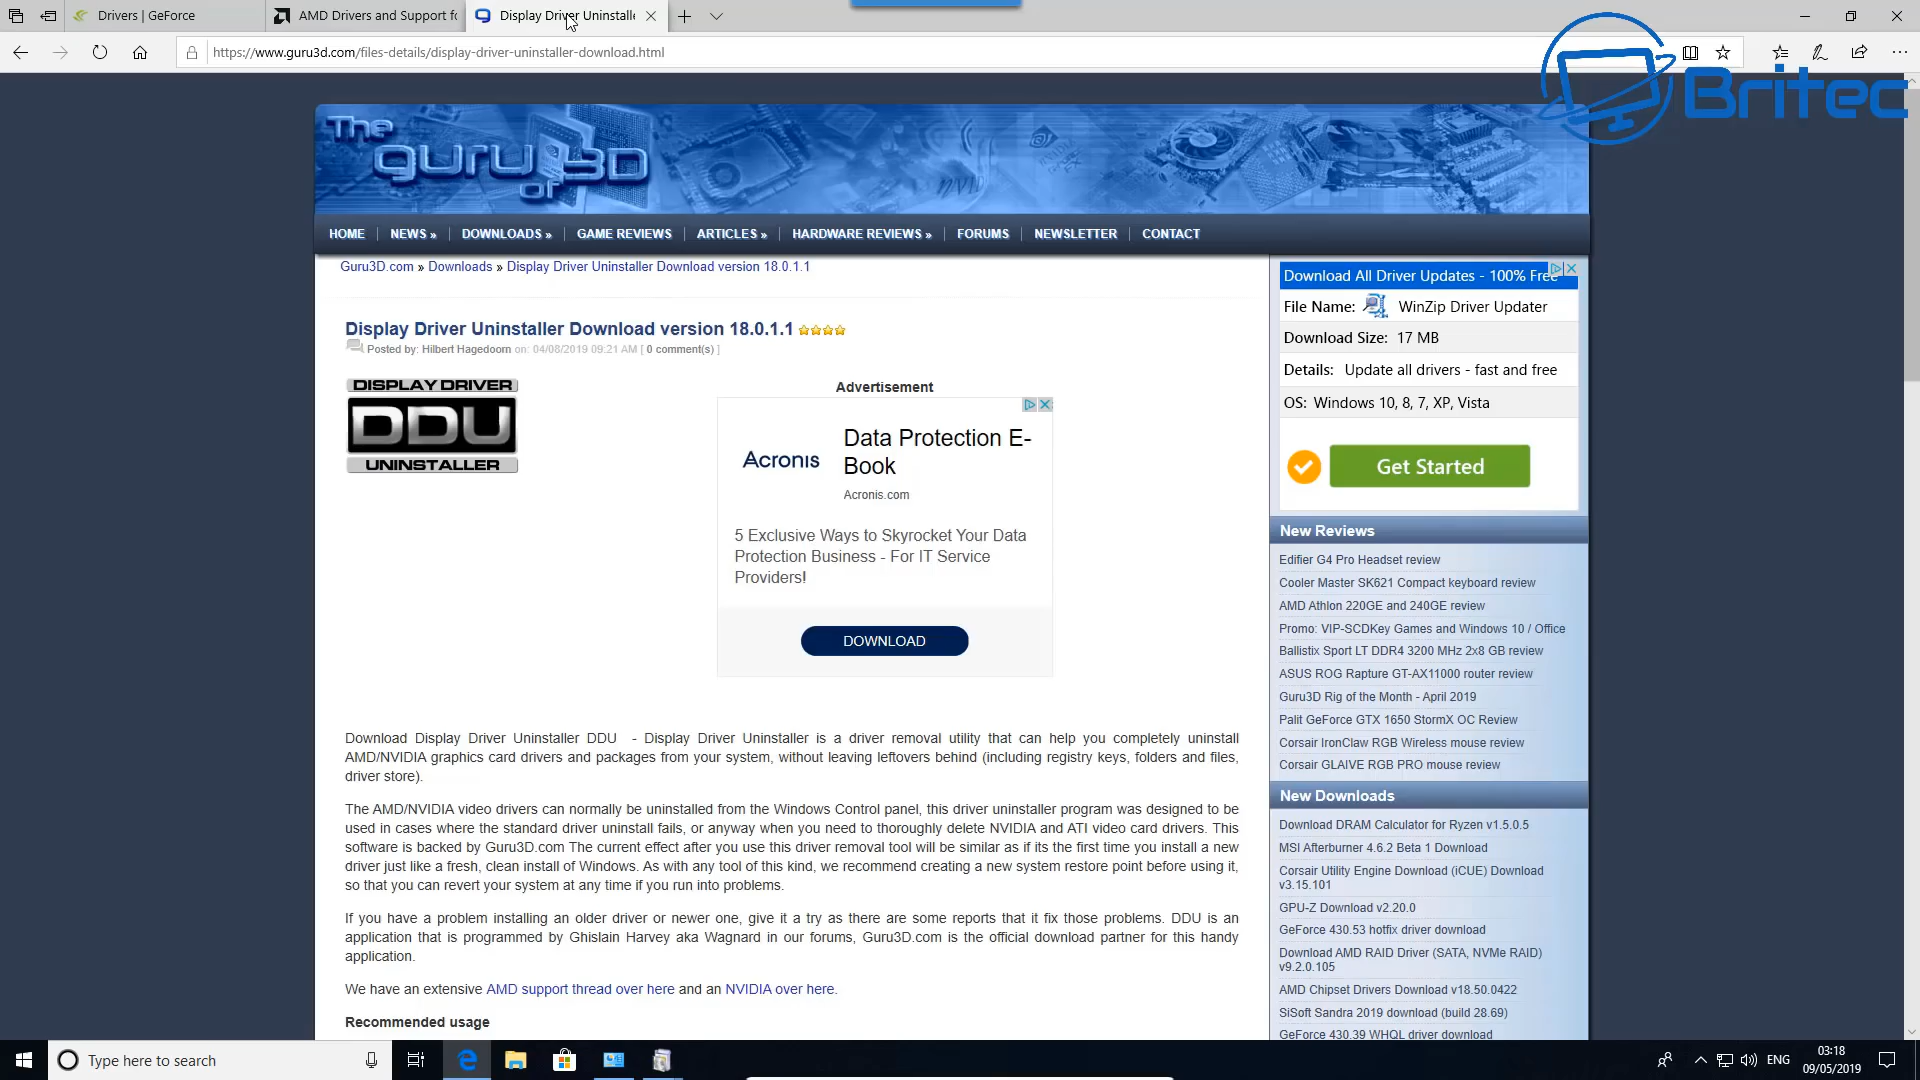 Drivers | GeForce
AMD Drivers and Support fo
Display Driver Uninstalle
https://www.guru3d.com/files-details/display-driver-uninstaller-download.html
Britec
The
guru
of 3D
HOME
NEWS »
DOWNLOADS »
GAME REVIEWS
ARTICLES »
HARDWARE REVIEWS »
FORUMS
NEWSLETTER
CONTACT
Guru3D.com » Downloads » Display Driver Uninstaller Download version 18.0.1.1
Display Driver Uninstaller Download version 18.0.1.1
Posted by: Hilbert Hagedoorn on: 04/08/2019 09:21 AM [ 0 comment(s) ]
DISPLAY DRIVER
DDU
UNINSTALLER
Advertisement
Acronis
Data Protection E-
Book
Acronis.com
5 Exclusive Ways to Skyrocket Your Data
Protection Business - For IT Service
Providers!
DOWNLOAD
Download Display Driver Uninstaller DDU - Display Driver Uninstaller is a driver removal utility that can help you completely uninstall
AMD/NVIDIA graphics card drivers and packages from your system, without leaving leftovers behind (including registry keys, folders and files,
driver store).
The AMD/NVIDIA video drivers can normally be uninstalled from the Windows Control panel, this driver uninstaller program was designed to be
used in cases where the standard driver uninstall fails, or anyway when you need to thoroughly delete NVIDIA and ATI video card drivers. This
software is backed by Guru3D.com The current effect after you use this driver removal tool will be similar as if its the first time you install a new
driver just like a fresh, clean install of Windows. As with any tool of this kind, we recommend creating a new system restore point before using it,
so that you can revert your system at any time if you run into problems.
If you have a problem installing an older driver or newer one, give it a try as there are some reports that it fix those problems. DDU is an
application that is programmed by Ghislain Harvey aka Wagnard in our forums, Guru3D.com is the official download partner for this handy
application.
We have an extensive AMD support thread over here and an NVIDIA over here.
Recommended usage
Download All Driver Updates - 100% Free
File Name: WinZip Driver Updater
Download Size: 17 MB
Details: Update all drivers - fast and free
OS: Windows 10, 8, 7, XP, Vista
Get Started
New Reviews
Edifier G4 Pro Headset review
Cooler Master SK621 Compact keyboard review
AMD Athlon 220GE and 240GE review
Promo: VIP-SCDKey Games and Windows 10 / Office
Ballistix Sport LT DDR4 3200 MHz 2x8 GB review
ASUS ROG Rapture GT-AX11000 router review
Guru3D Rig of the Month - April 2019
Palit GeForce GTX 1650 StormX OC Review
Corsair IronClaw RGB Wireless mouse review
Corsair GLAIVE RGB PRO mouse review
New Downloads
Download DRAM Calculator for Ryzen v1.5.0.5
MSI Afterburner 4.6.2 Beta 1 Download
Corsair Utility Engine Download (iCUE) Download
v3.15.101
GPU-Z Download v2.20.0
GeForce 430.53 hotfix driver download
Download AMD RAID Driver (SATA, NVMe RAID)
v9.2.0.105
AMD Chipset Drivers Download v18.50.0422
SiSoft Sandra 2019 download (build 28.69)
GeForce 430.39 WHQL driver download
Type here to search
ENG
03:18
09/05/2019